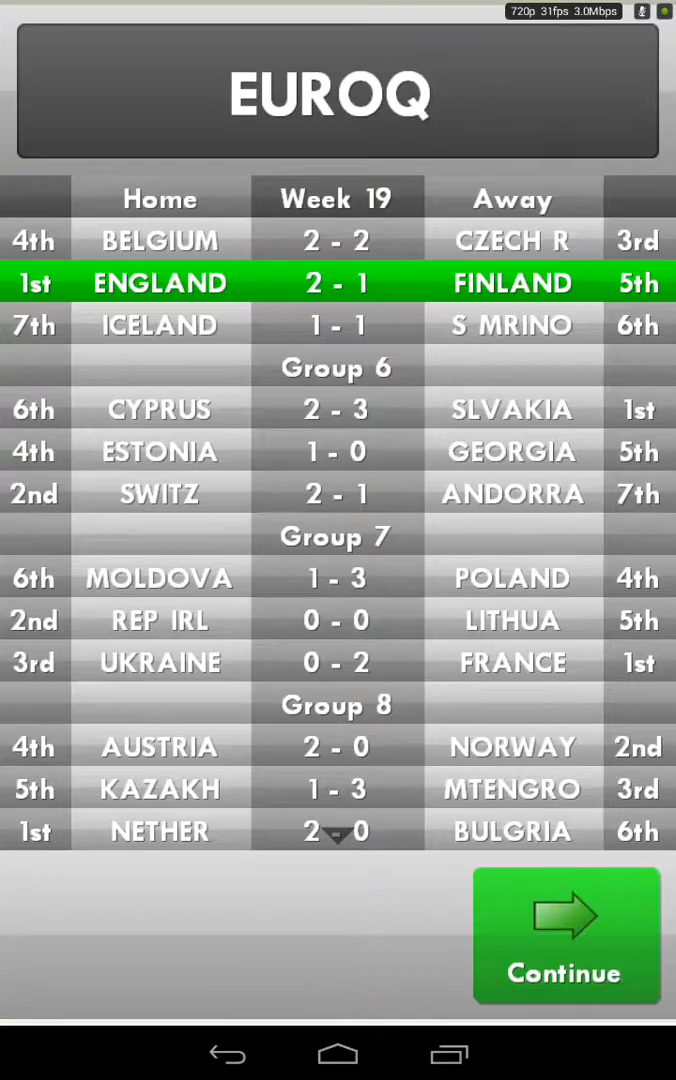 720p 31fps 3.0Mbps
EUROQ
Home Week 19 Away
4th BELGIUM 2 - 2 CZECH R 3rd
1st ENGLAND 2 - 1 FINLAND 5th
7th ICELAND 1 - 1 S MRINO 6th
Group 6
6th CYPRUS 2 - 3 SLVAKIA 1st
4th ESTONIA 1 - 0 GEORGIA 5th
2nd SWITZ 2 - 1 ANDORRA 7th
Group 7
6th MOLDOVA 1 - 3 POLAND 4th
2nd REP IRL 0 - 0 LITHUA 5th
3rd UKRAINE 0 - 2 FRANCE 1st
Group 8
4th AUSTRIA 2 - 0 NORWAY 2nd
5th KAZAKH 1 - 3 MTENGRO 3rd
1st NETHER 2 - 0 BULGRIA 6th
Continue